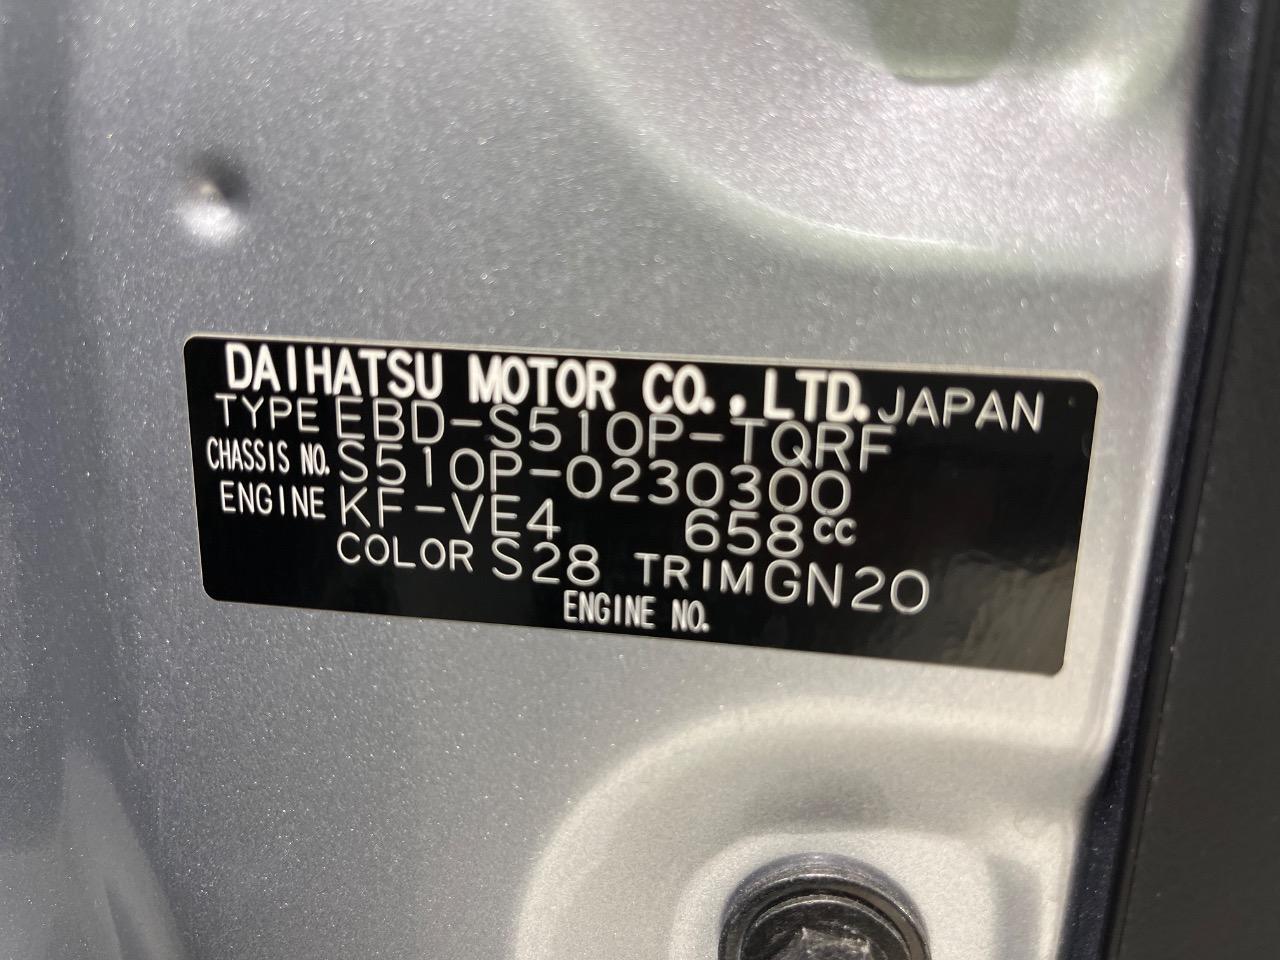 DAIHATSU MOTOR CO., LTD. JAPAN
TYPE EBD-S510P-TQRF
CHASSIS NO. S510P-0230300
ENGINE KF-VE4 658cc
COLOR S28 TRIM GN20
ENGINE NO.